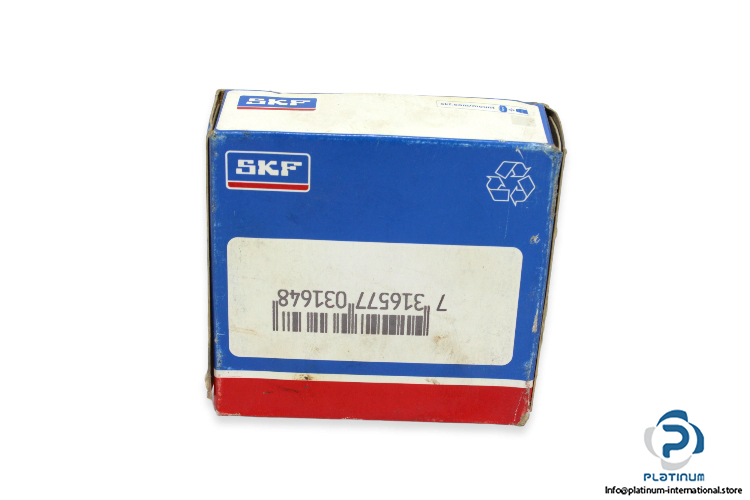 SKF
SKF
7 316577 031648
PLATINUM
Info@platinum-international.store